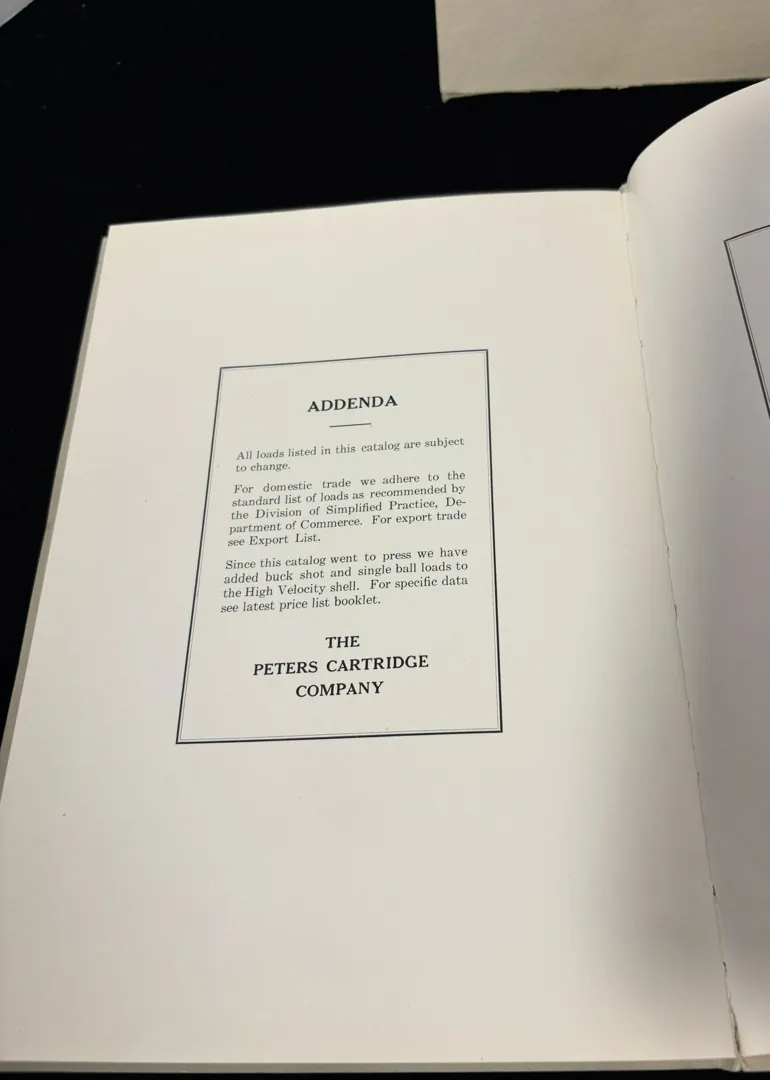 ADDENDA
All loads listed in this catalog are subject
to change.
For domestic trade we adhere to the
standard list of loads as recommended by
the Division of Simplified Practice, De-
partment of Commerce. For export trade
see Export List.
Since this catalog went to press we have
added buck shot and single ball loads to
the High Velocity shell. For specific data
see latest price list booklet.
THE
PETERS CARTRIDGE
COMPANY